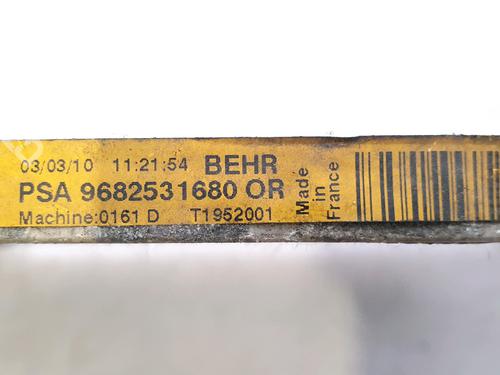 03/03/10 11:21:54 BEHR
PSA 9682531680 OR
Machine:0161 D T1952001
Made
in
France